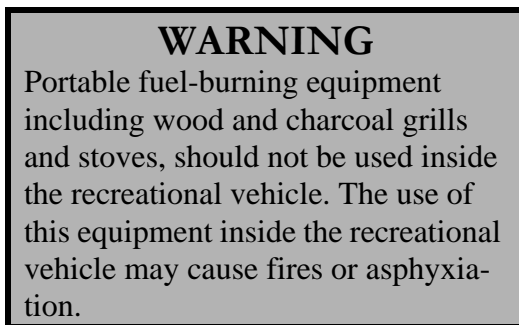 WARNING
Portable fuel-burning equipment
including wood and charcoal grills
and stoves, should not be used inside
the recreational vehicle. The use of
this equipment inside the recreational
vehicle may cause fires or asphyxia-
tion.